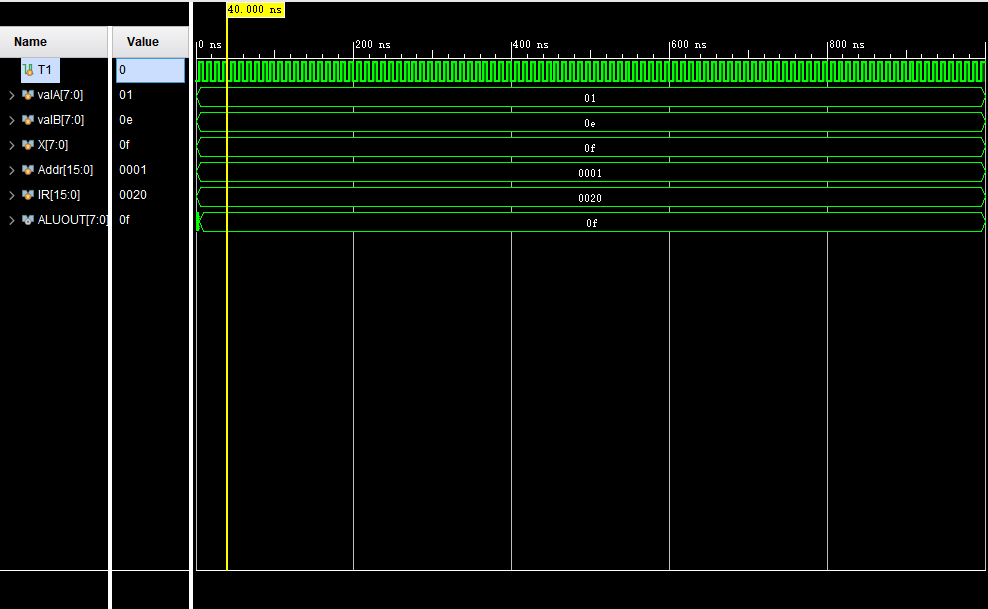 40.000 ns
Name Value
0 ns 200 ns 400 ns 600 ns 800 ns
T1 0
valA[7:0] 01 01
valB[7:0] 0e 0e
X[7:0] 0f 0f
Addr[15:0] 0001 0001
IR[15:0] 0020 0020
ALUOUT[7:0] 0f 0f